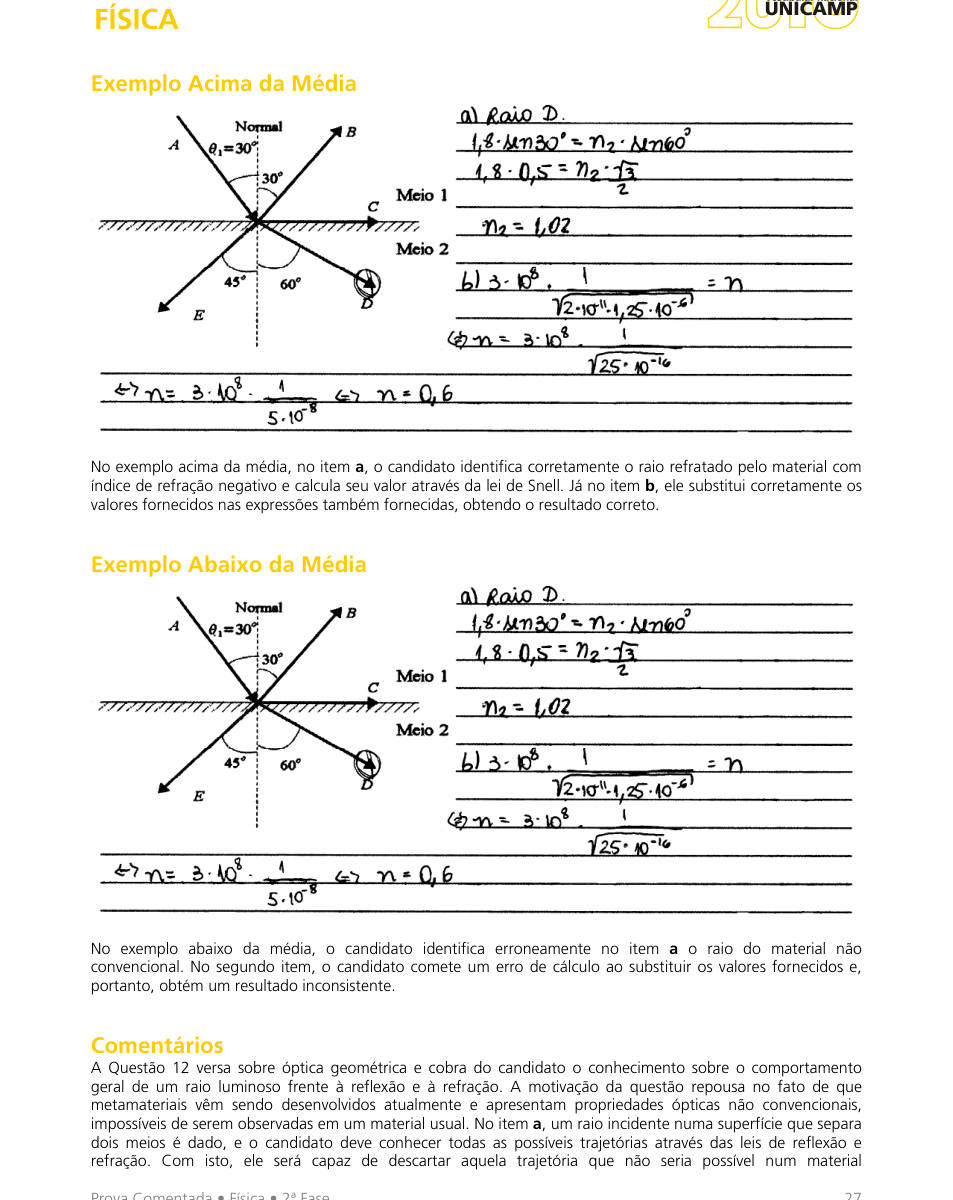 FÍSICA
UNICAMP
Exemplo Acima da Média
A
θ₁=30°
Normal
30°
B
C
Meio 1
Meio 2
45°
60°
E
D
a) Raio D.
1,8·sen30° = n₂·sen60°
1,8·0,5 = n₂·√3/2
n₂ = 1,02
b) 3·10⁸ · 1/√(2·10⁻¹¹·1,25·10⁻⁶) = n
⇔ n = 3·10⁸ · 1/√(25·10⁻¹⁶)
⇔ n = 3·10⁸ · 1/(5·10⁻⁸) ⇔ n = 0,6
No exemplo acima da média, no item a, o candidato identifica corretamente o raio refratado pelo material com
índice de refração negativo e calcula seu valor através da lei de Snell. Já no item b, ele substitui corretamente os
valores fornecidos nas expressões também fornecidas, obtendo o resultado correto.
Exemplo Abaixo da Média
A
θ₁=30°
Normal
30°
B
C
Meio 1
Meio 2
45°
60°
E
D
a) Raio D.
1,8·sen30° = n₂·sen60°
1,8·0,5 = n₂·√3/2
n₂ = 1,02
b) 3·10⁸ · 1/√(2·10⁻¹¹·1,25·10⁻⁶) = n
⇔ n = 3·10⁸ · 1/√(25·10⁻¹⁶)
⇔ n = 3·10⁸ · 1/(5·10⁻⁸) ⇔ n = 0,6
No exemplo abaixo da média, o candidato identifica erroneamente no item a o raio do material não
convencional. No segundo item, o candidato comete um erro de cálculo ao substituir os valores fornecidos e,
portanto, obtém um resultado inconsistente.
Comentários
A Questão 12 versa sobre óptica geométrica e cobra do candidato o conhecimento sobre o comportamento
geral de um raio luminoso frente à reflexão e à refração. A motivação da questão repousa no fato de que
metamateriais vêm sendo desenvolvidos atualmente e apresentam propriedades ópticas não convencionais,
impossíveis de serem observadas em um material usual. No item a, um raio incidente numa superfície que separa
dois meios é dado, e o candidato deve conhecer todas as possíveis trajetórias através das leis de reflexão e
refração. Com isto, ele será capaz de descartar aquela trajetória que não seria possível num material
Prova Comentada • Física • 2ª Fase
27